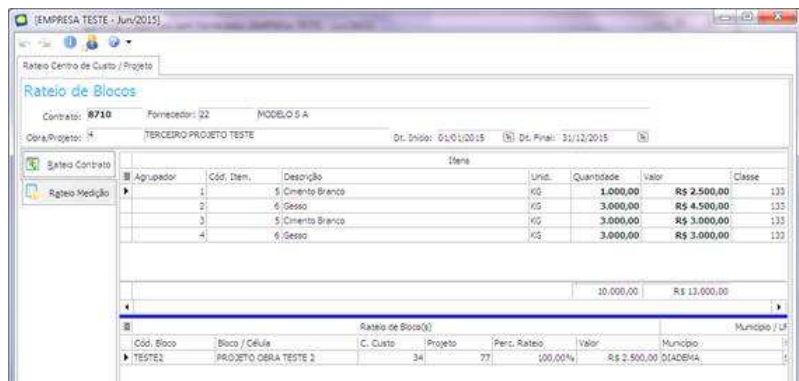 [EMPRESA TESTE - Jun/2015]
Rateio Centro de Custo / Projeto
Rateio de Blocos
Contrato: 8710 Fornecedor: 22 MODELO S A
Obra/Projeto: 4 TERCEIRO PROJETO TESTE Dt. Início: 01/01/2015 Dt. Final: 31/12/2015
Rateio Contrato
Rateio Medição
Itens
Agrupador Cód. Item. Descrição Unid. Quantidade Valor Classe
1 5 Cimento Branco KG 1.000,00 R$ 2.500,00 133
2 6 Gesso KG 3.000,00 R$ 4.500,00 133
3 5 Cimento Branco KG 3.000,00 R$ 3.000,00 133
4 6 Gesso KG 3.000,00 R$ 3.000,00 133
10.000,00 R$ 13.000,00
Rateio de Bloco(s) Município / UF
Cód. Bloco Bloco / Célula C. Custo Projeto Perc. Rateio Valor Município
TESTE2 PROJETO OBRA TESTE 2 34 77 100,00% R$ 2.500,00 DIADEMA